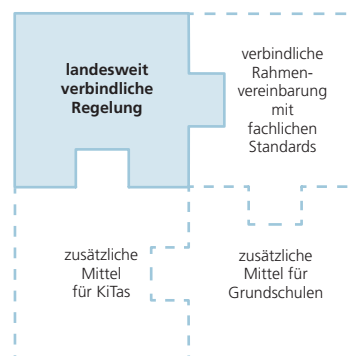 landesweit
verbindliche
Regelung
verbindliche
Rahmen-
vereinbarung
mit
fachlichen
Standards
zusätzliche
Mittel
für KiTas
zusätzliche
Mittel für
Grundschulen